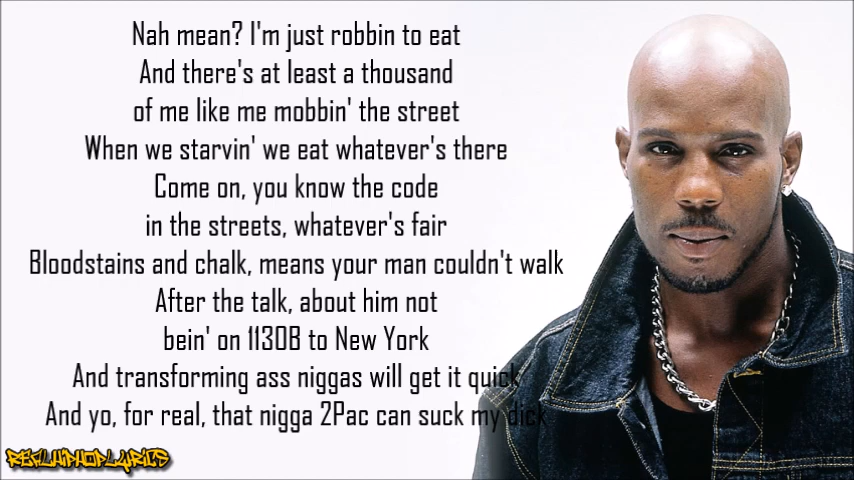 Nah mean? I'm just robbin to eat
And there's at least a thousand
of me like me mobbin' the street
When we starvin' we eat whatever's there
Come on, you know the code
in the streets, whatever's fair
Bloodstains and chalk, means your man couldn't walk
After the talk, about him not
bein' on 1130B to New York
And transforming ass niggas will get it quick
And yo, for real, that nigga 2Pac can suck my dick
REALHIPHOPLYRICS